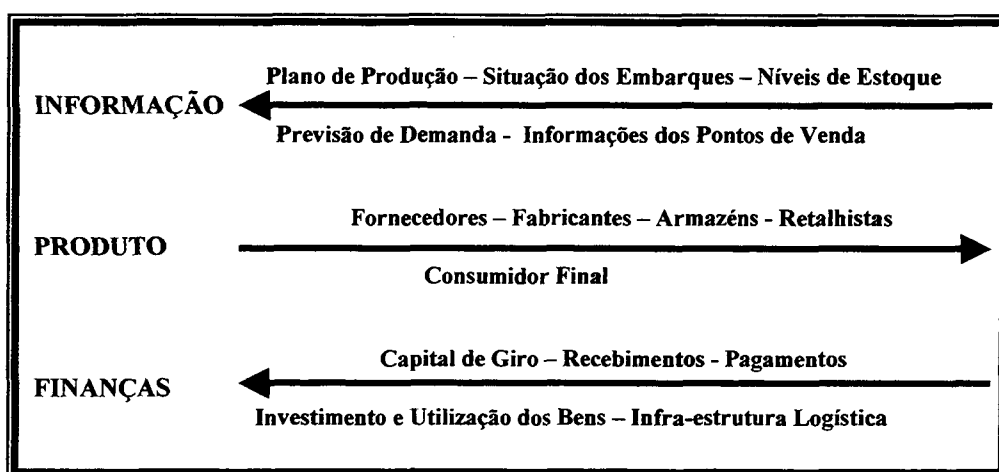 Plano de Produção – Situação dos Embarques – Níveis de Estoque
INFORMAÇÃO
Previsão de Demanda - Informações dos Pontos de Venda
Fornecedores – Fabricantes – Armazéns - Retalhistas
PRODUTO
Consumidor Final
Capital de Giro – Recebimentos - Pagamentos
FINANÇAS
Investimento e Utilização dos Bens – Infra-estrutura Logística